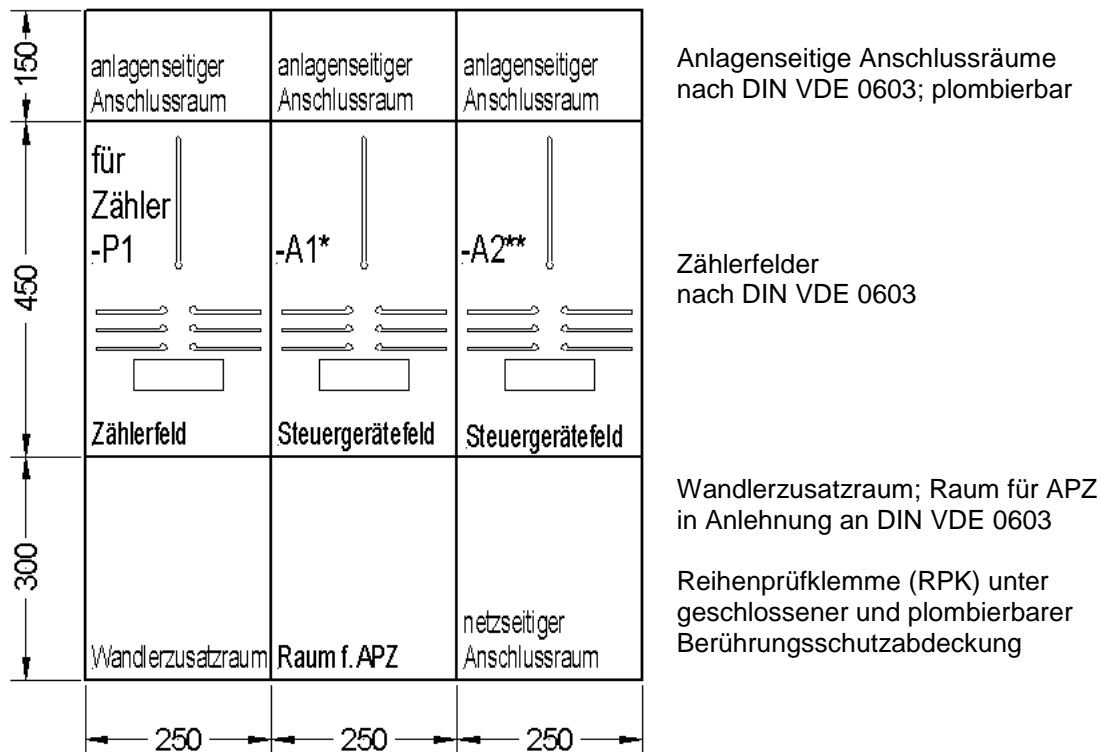 150
anlagenseitiger
Anschlussraum
anlagenseitiger
Anschlussraum
anlagenseitiger
Anschlussraum
Anlagenseitige Anschlussräume
nach DIN VDE 0603; plombierbar
450
für
Zähler
-P1
-A1*
-A2**
Zählerfeld
Steuergerätefeld
Steuergerätefeld
Zählerfelder
nach DIN VDE 0603
300
Wandlerzusatzraum
Raum f. APZ
netzseitiger
Anschlussraum
Wandlerzusatzraum; Raum für APZ
in Anlehnung an DIN VDE 0603
Reihenprüfklemme (RPK) unter
geschlossener und plombierbarer
Berührungsschutzabdeckung
250
250
250